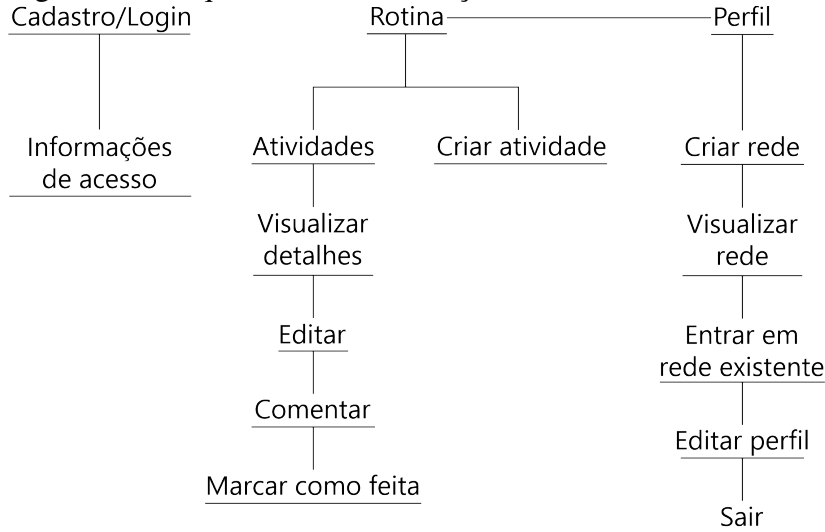 Cadastro/Login
Rotina
Perfil
Informações
de acesso
Atividades
Criar atividade
Criar rede
Visualizar
detalhes
Visualizar
rede
Editar
Entrar em
rede existente
Comentar
Editar perfil
Marcar como feita
Sair